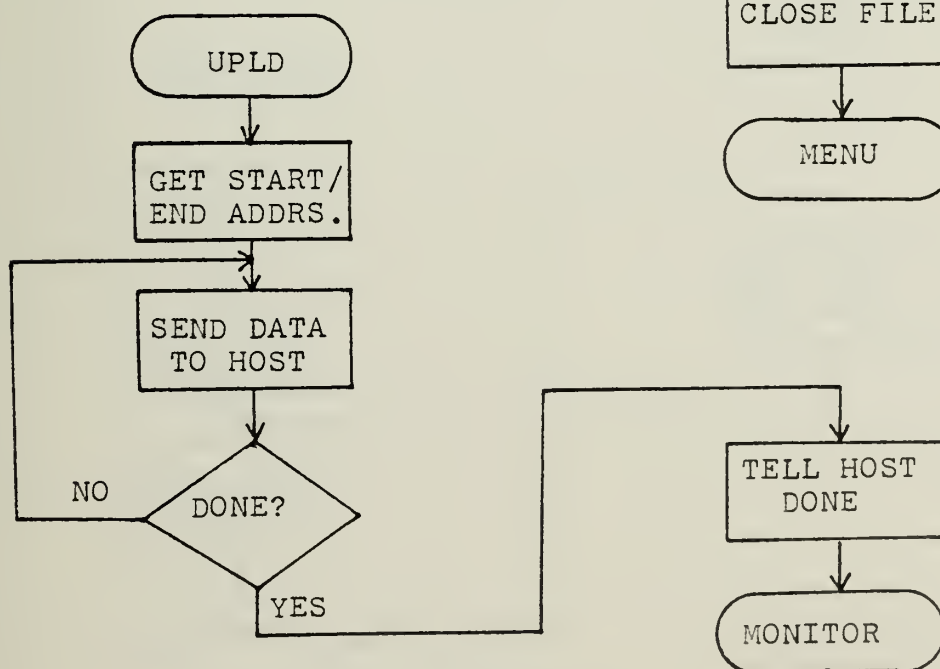 UPLD
GET START/
END ADDRS.
SEND DATA
TO HOST
DONE?
NO
YES
CLOSE FILE
MENU
TELL HOST
DONE
MONITOR